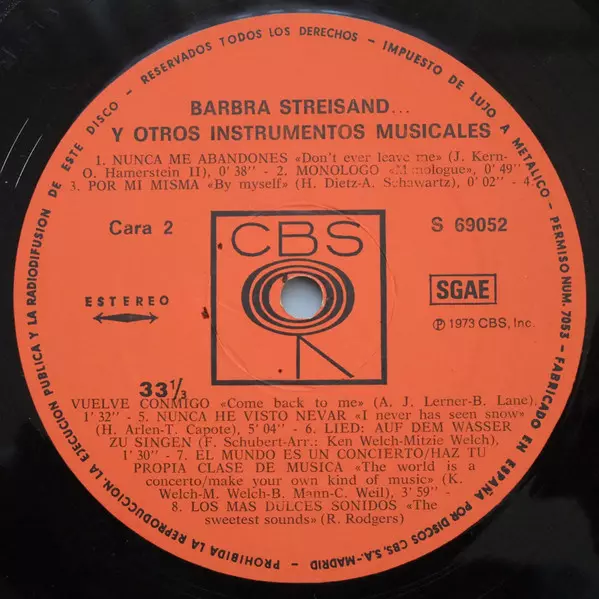 RESERVADOS TODOS LOS DERECHOS - IMPUESTO DE LUJO A METALICO - PERMISO NUM. 7053 - FABRICADO EN ESPAÑA POR DISCOS CBS, S.A.-MADRID - PROHIBIDA LA REPRODUCCION, LA EJECUCION PUBLICA Y LA RADIODIFUSION DE ESTE DISCO -
BARBRA STREISAND...
Y OTROS INSTRUMENTOS MUSICALES
1. NUNCA ME ABANDONES «Don't ever leave me» (J. Kern-
O. Hamerstein II), 0'38" - 2. MONOLOGO «Monologue», 0'49"
3. POR MI MISMA «By myself» (H. Dietz-A. Schawartz), 0'02" - 4.
Cara 2
CBS
S 69052
ESTEREO
SGAE
Ⓟ 1973 CBS, Inc.
33 1/3
VUELVE CONMIGO «Come back to me» (A. J. Lerner-B. Lane),
1'32" - 5. NUNCA HE VISTO NEVAR «I never has seen snow»
(H. Arlen-T. Capote), 5'04" - 6. LIED: AUF DEM WASSER
ZU SINGEN (F. Schubert-Arr.: Ken Welch-Mitzie Welch),
1'30" - 7. EL MUNDO ES UN CONCIERTO/HAZ TU
PROPIA CLASE DE MUSICA «The world is a
concerto/make your own kind of music» (K.
Welch-M. Welch-B. Mann-C. Weil), 3'59" -
8. LOS MAS DULCES SONIDOS «The
sweetest sounds» (R. Rodgers)